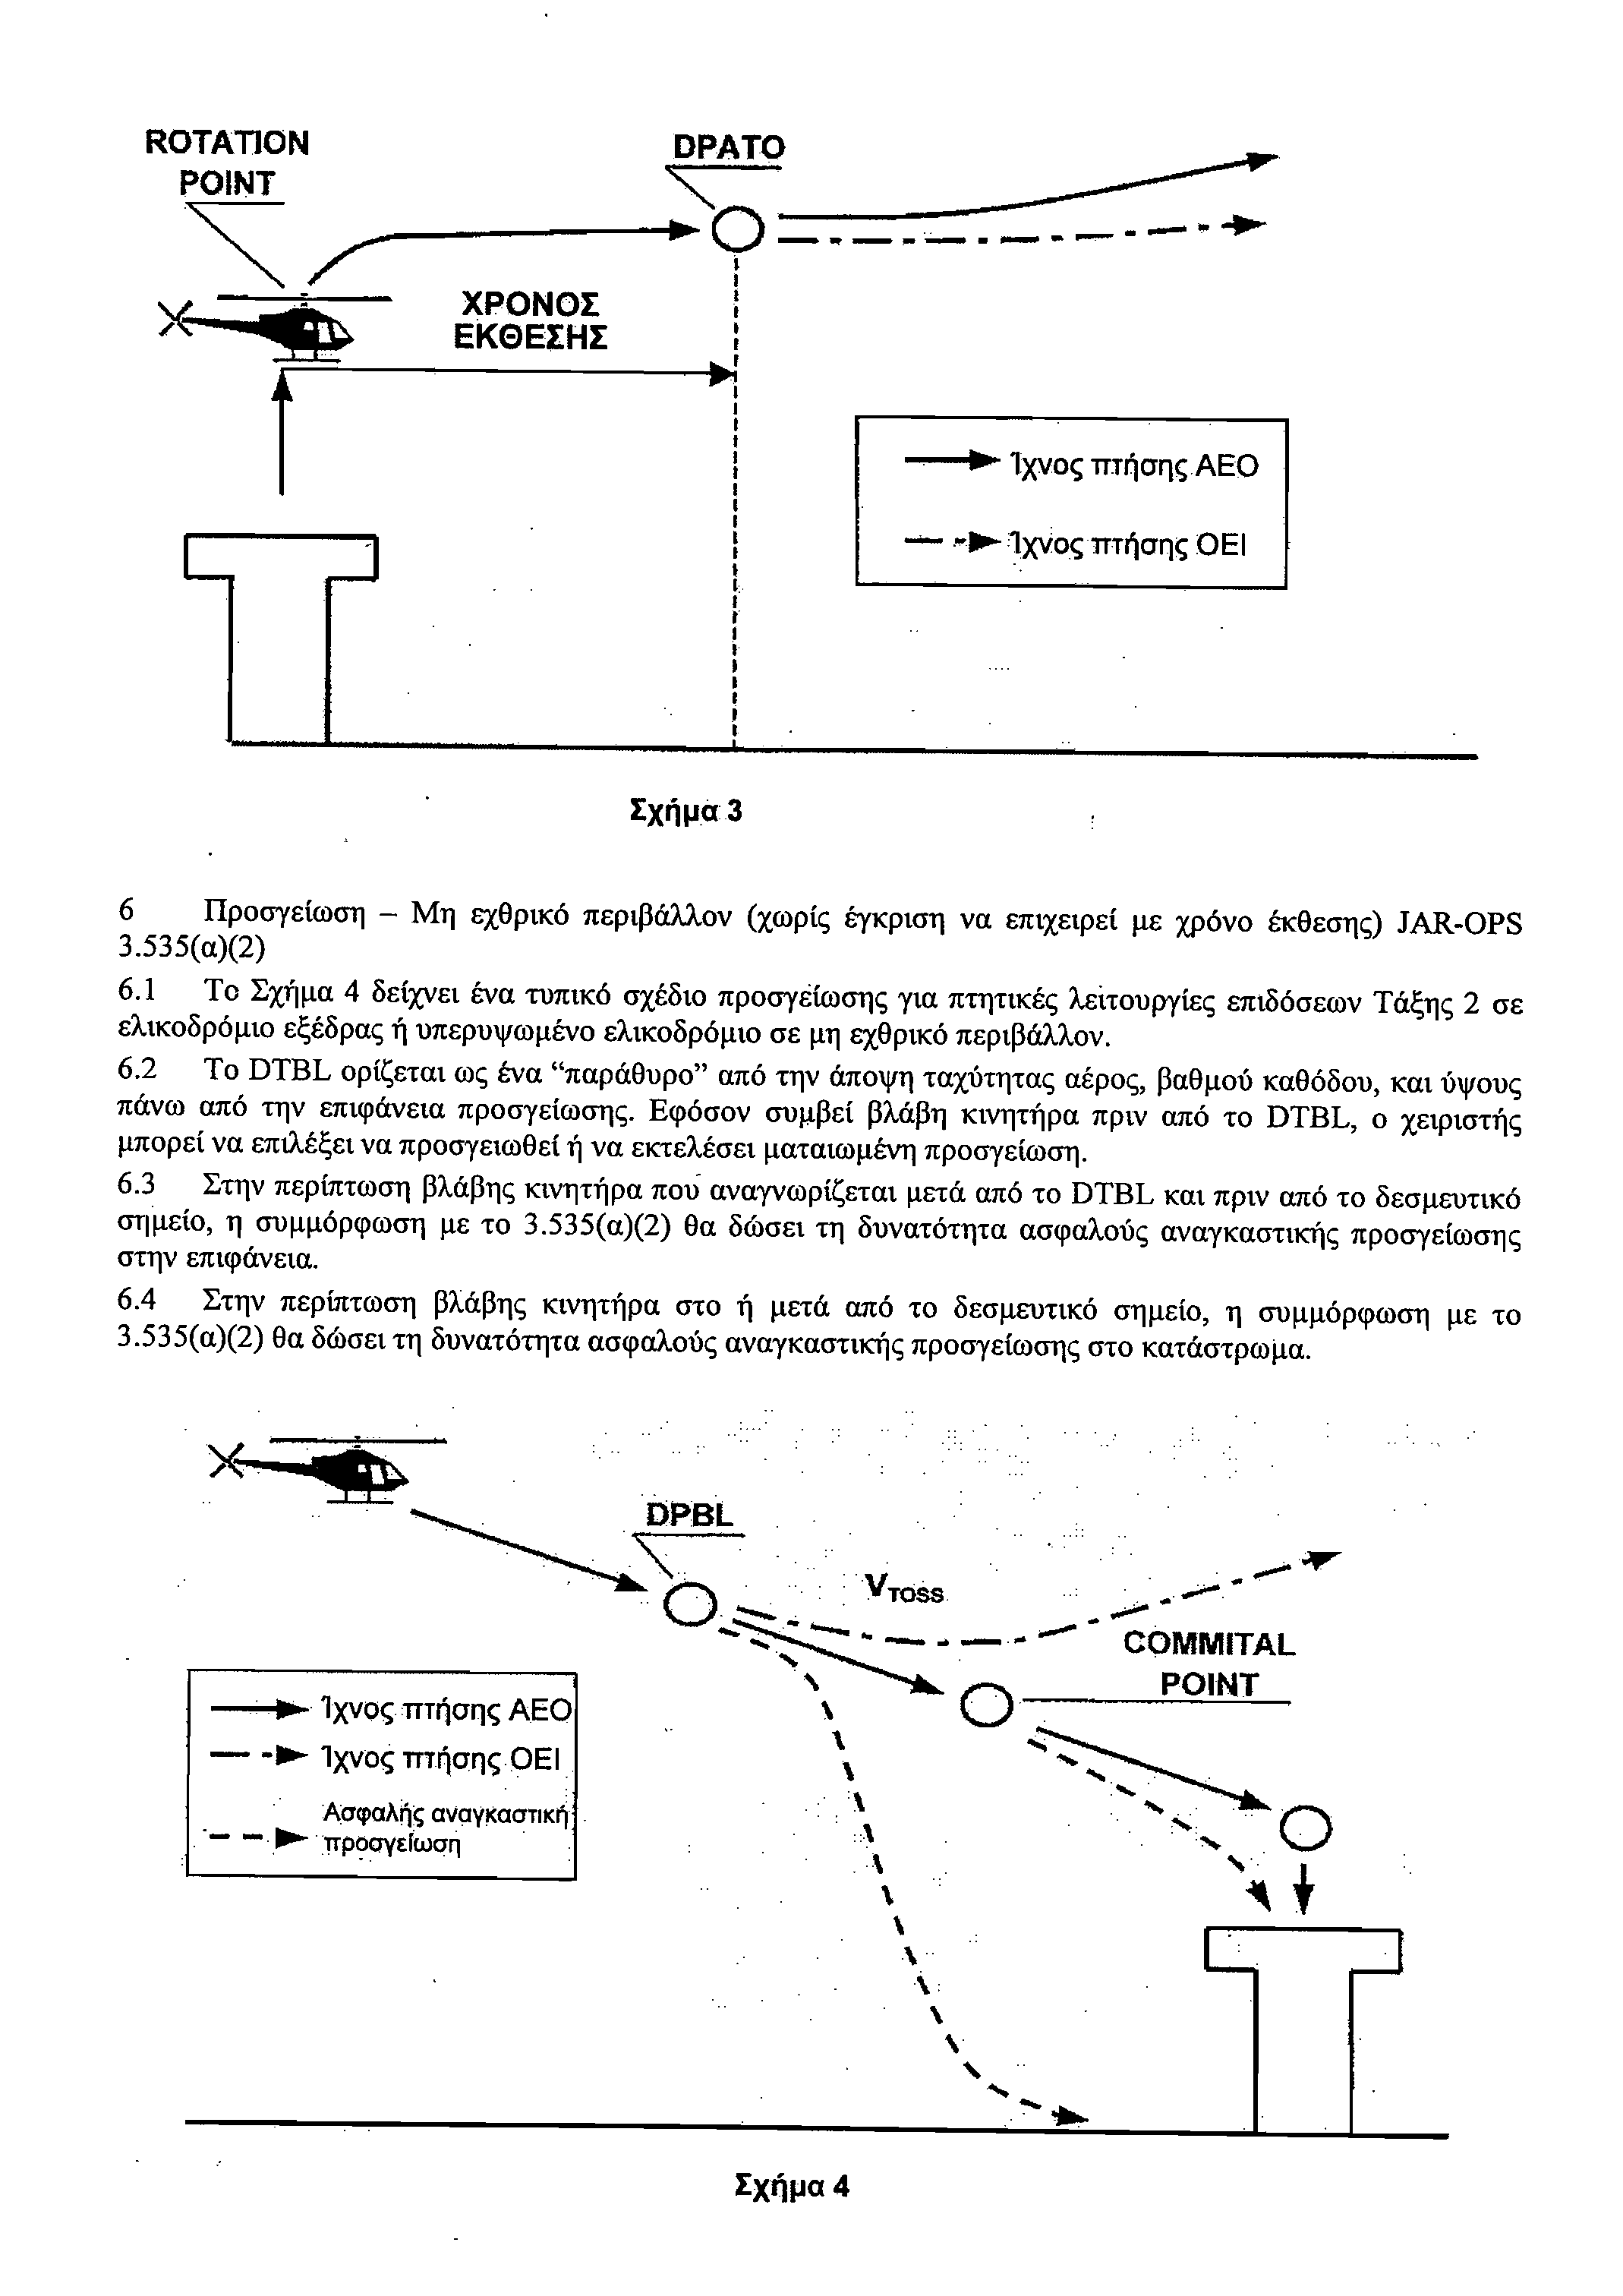 ROTATION
POINT
DPATO
ΧΡΟΝΟΣ
ΕΚΘΕΣΗΣ
Ίχνος πτήσης ΑΕΟ
Ίχνος πτήσης ΟΕΙ
Σχήμα 3
6 Προσγείωση – Μη εχθρικό περιβάλλον (χωρίς έγκριση να επιχειρεί με χρόνο έκθεσης) JAR-OPS
3.535(α)(2)
6.1 Το Σχήμα 4 δείχνει ένα τυπικό σχέδιο προσγείωσης για πτητικές λειτουργίες επιδόσεων Τάξης 2 σε
ελικοδρόμιο εξέδρας ή υπερυψωμένο ελικοδρόμιο σε μη εχθρικό περιβάλλον.
6.2 Το DTBL ορίζεται ως ένα “παράθυρο” από την άποψη ταχύτητας αέρος, βαθμού καθόδου, και ύψους
πάνω από την επιφάνεια προσγείωσης. Εφόσον συμβεί βλάβη κινητήρα πριν από το DTBL, ο χειριστής
μπορεί να επιλέξει να προσγειωθεί ή να εκτελέσει ματαιωμένη προσγείωση.
6.3 Στην περίπτωση βλάβης κινητήρα που αναγνωρίζεται μετά από το DTBL και πριν από το δεσμευτικό
σημείο, η συμμόρφωση με το 3.535(α)(2) θα δώσει τη δυνατότητα ασφαλούς αναγκαστικής προσγείωσης
στην επιφάνεια.
6.4 Στην περίπτωση βλάβης κινητήρα στο ή μετά από το δεσμευτικό σημείο, η συμμόρφωση με το
3.535(α)(2) θα δώσει τη δυνατότητα ασφαλούς αναγκαστικής προσγείωσης στο κατάστρωμα.
DPBL
VTOSS
COMMITAL
POINT
Ίχνος πτήσης ΑΕΟ
Ίχνος πτήσης ΟΕΙ
Ασφαλής αναγκαστική
προσγείωση
Σχήμα 4